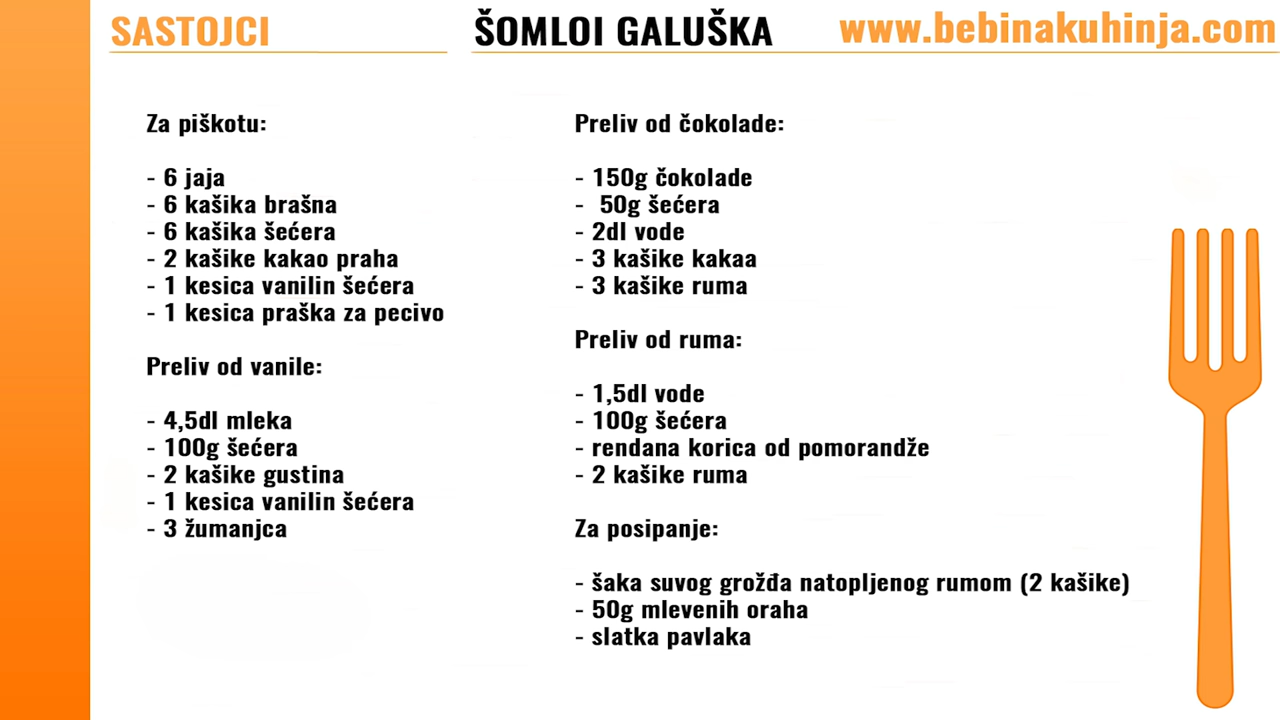 SASTOJCI
ŠOMLOI GALUŠKA
www.bebinakuhinja.com
Za piškotu:
- 6 jaja
- 6 kašika brašna
- 6 kašika šećera
- 2 kašike kakao praha
- 1 kesica vanilin šećera
- 1 kesica praška za pecivo
Preliv od vanile:
- 4,5dl mleka
- 100g šećera
- 2 kašike gustina
- 1 kesica vanilin šećera
- 3 žumanjca
Preliv od čokolade:
- 150g čokolade
- 50g šećera
- 2dl vode
- 3 kašike kakaa
- 3 kašike ruma
Preliv od ruma:
- 1,5dl vode
- 100g šećera
- rendana korica od pomorandže
- 2 kašike ruma
Za posipanje:
- šaka suvog grožđa natopljenog rumom (2 kašike)
- 50g mlevenih oraha
- slatka pavlaka